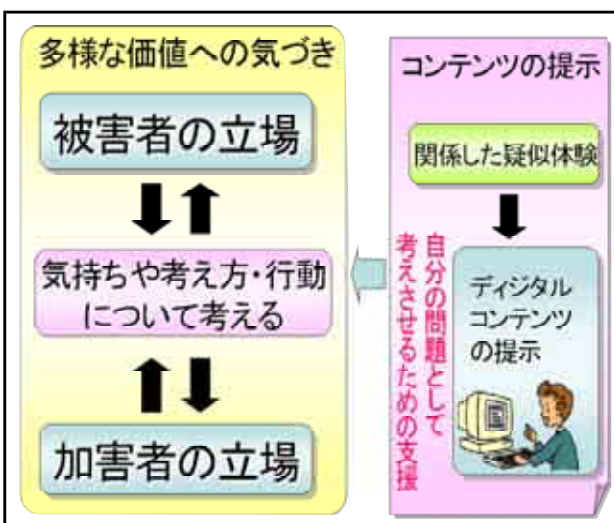 多様な価値への気づき
被害者の立場
気持ちや考え方・行動
について考える
加害者の立場
コンテンツの提示
関係した疑似体験
自分の問題として
考えさせるための支援
ディジタル
コンテンツ
の提示